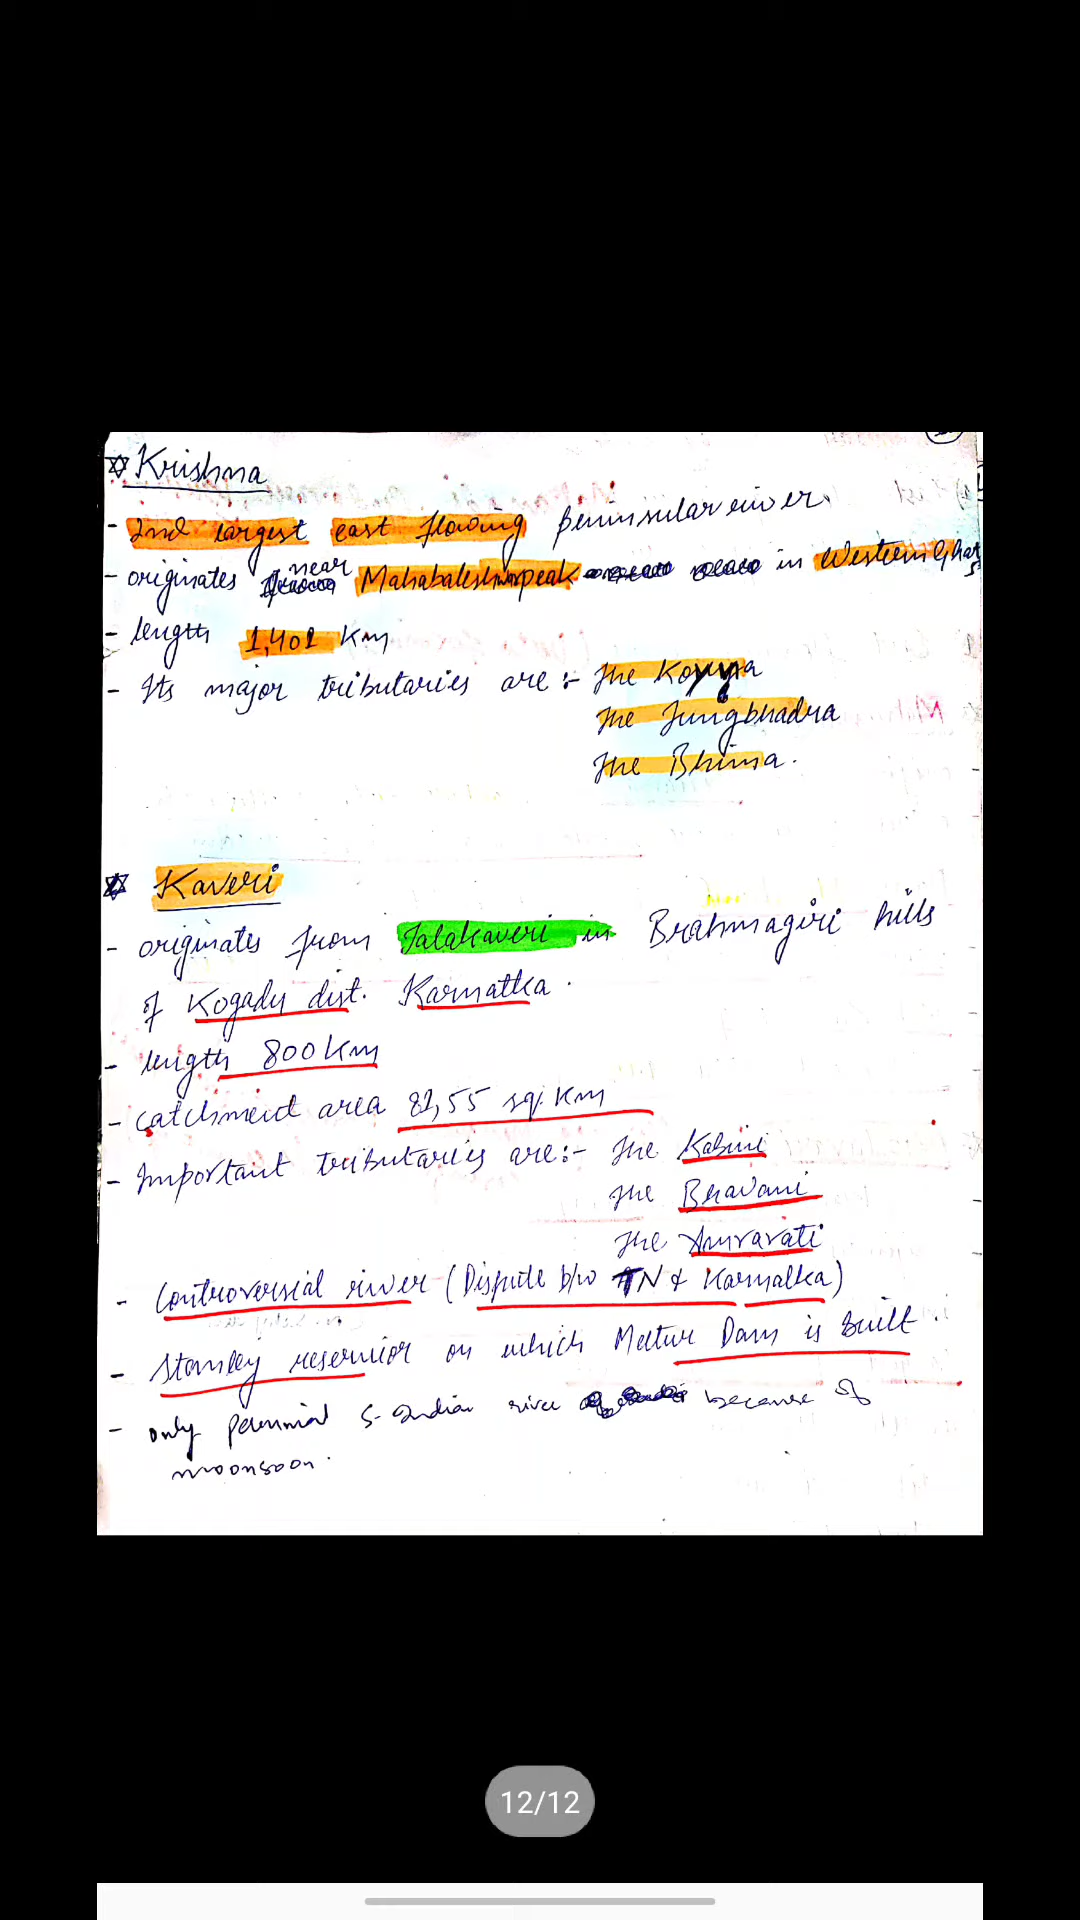 Krishna
- 2nd largest east flowing peninsular river.
- originates near Mahabaleshwar peak in Western Ghats
- length 1,401 Km
- Its major tributaries are :- The Koyna
The Tungbhadra
The Bhima.
Kaveri
- originates from Talakaveri in Brahmagiri hills
of Kogadu dist. Karnatka.
- length 800 Km
- Catchment area 81,55 sq. Km
- Important tributaries are :- The Kabini
The Bhavani
The Amravati
- Controversial river (Dispute b/w TN & Karnatka)
- Stanley reservior on which Mettur Dam is built.
- only perennial S-Indian river because of
moonsoon.
12/12